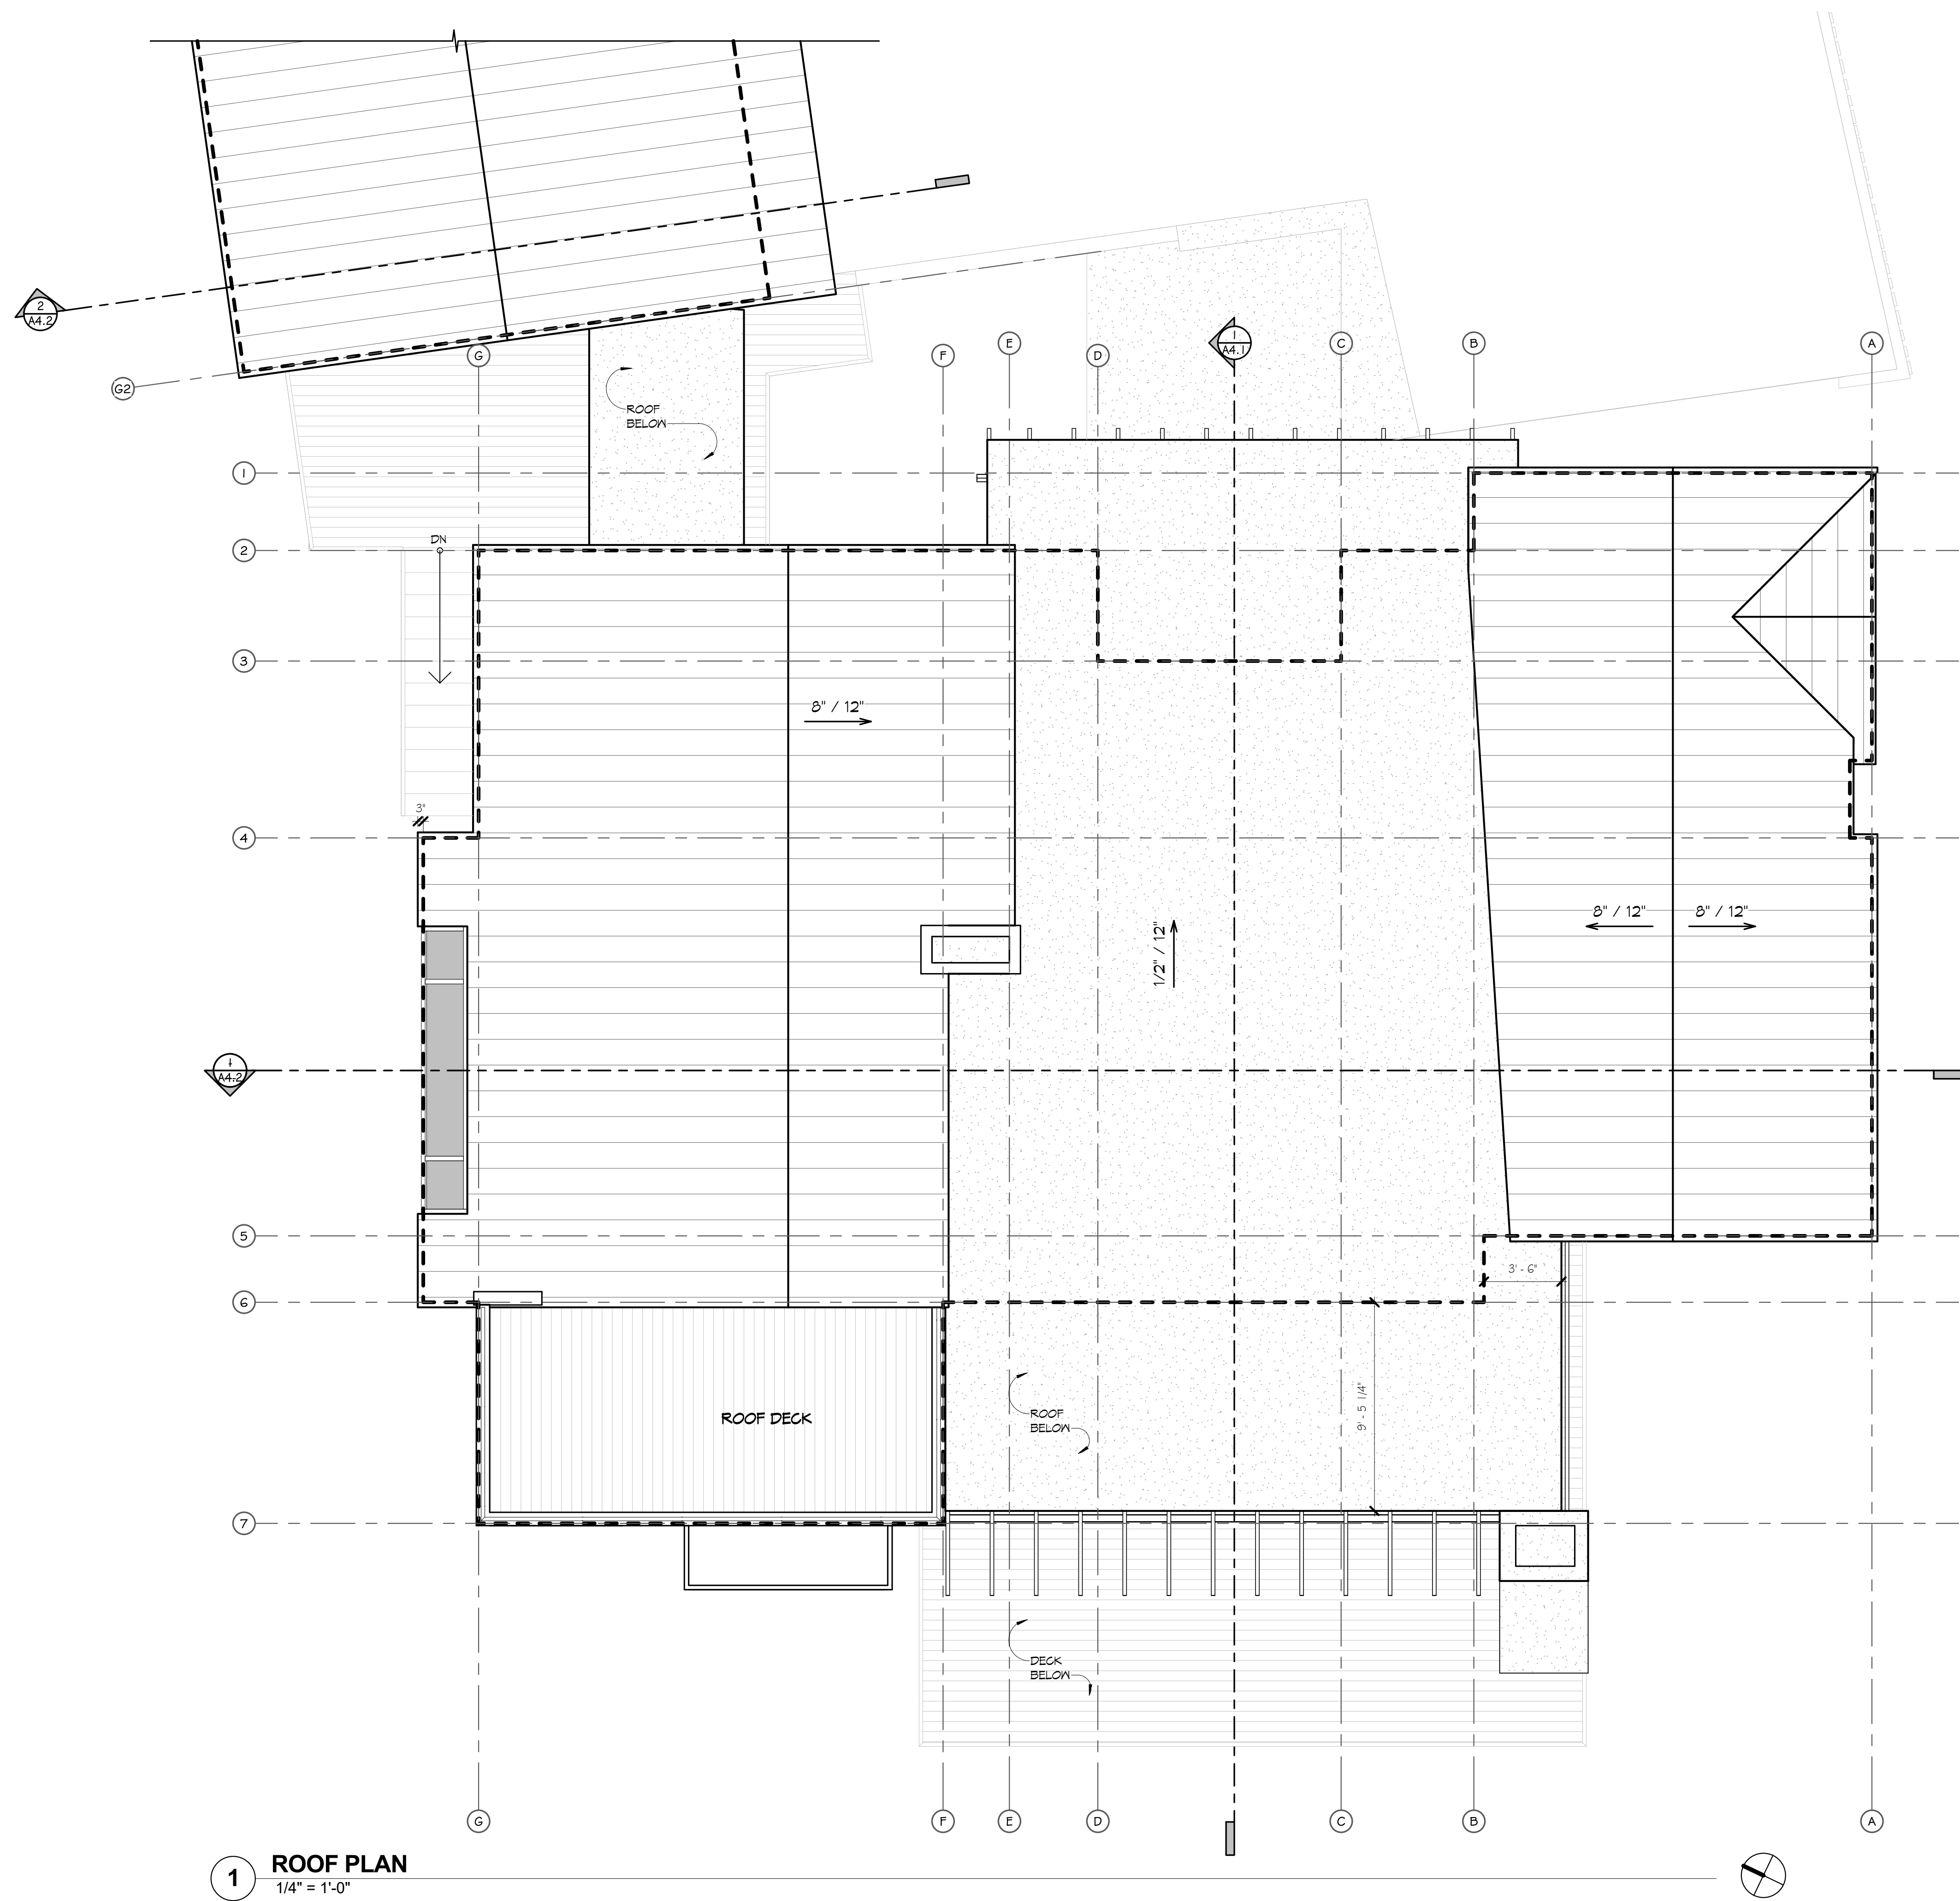 2
A4.2
G2
G
F
E
D
1
A4.1
C
B
A
ROOF
BELOW
1
2
DN
3
8" / 12"
3"
4
8" / 12"
8" / 12"
1/2" / 12"
1
A4.2
5
3' - 6"
6
9' - 5 1/4"
ROOF
BELOW
ROOF DECK
7
DECK
BELOW
G
F
E
D
C
B
A
1
ROOF PLAN
1/4" = 1'-0"